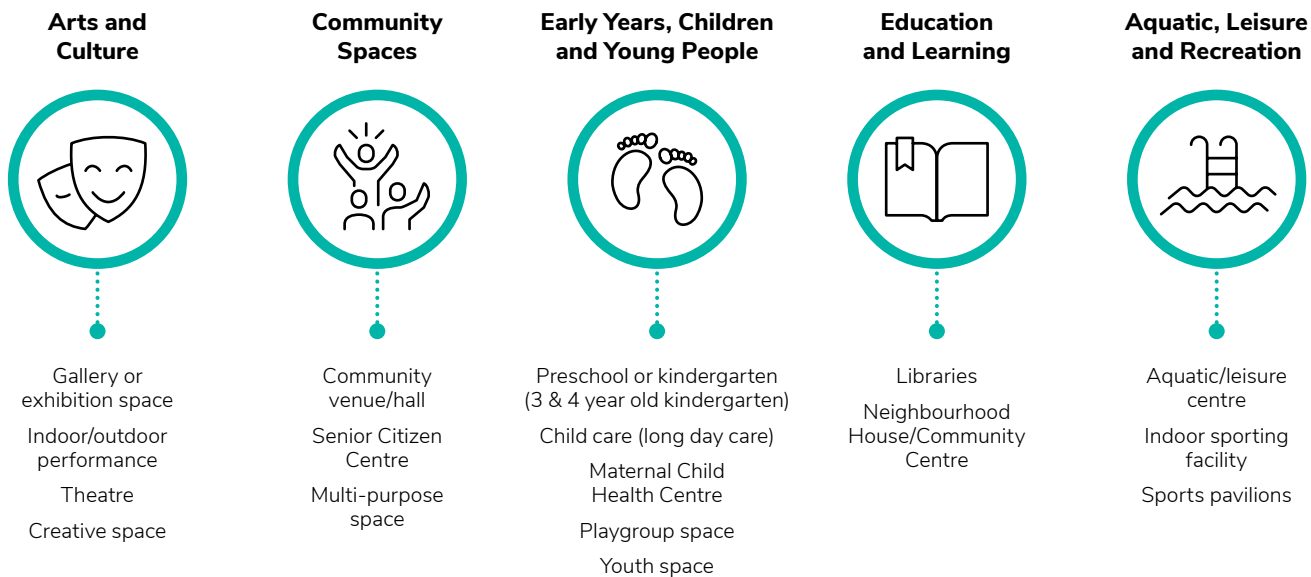 Arts and
Culture
Gallery or
exhibition space
Indoor/outdoor
performance
Theatre
Creative space
Community
Spaces
Community
venue/hall
Senior Citizen
Centre
Multi-purpose
space
Early Years, Children
and Young People
Preschool or kindergarten
(3 & 4 year old kindergarten)
Child care (long day care)
Maternal Child
Health Centre
Playgroup space
Youth space
Education
and Learning
Libraries
Neighbourhood
House/Community
Centre
Aquatic, Leisure
and Recreation
Aquatic/leisure
centre
Indoor sporting
facility
Sports pavilions